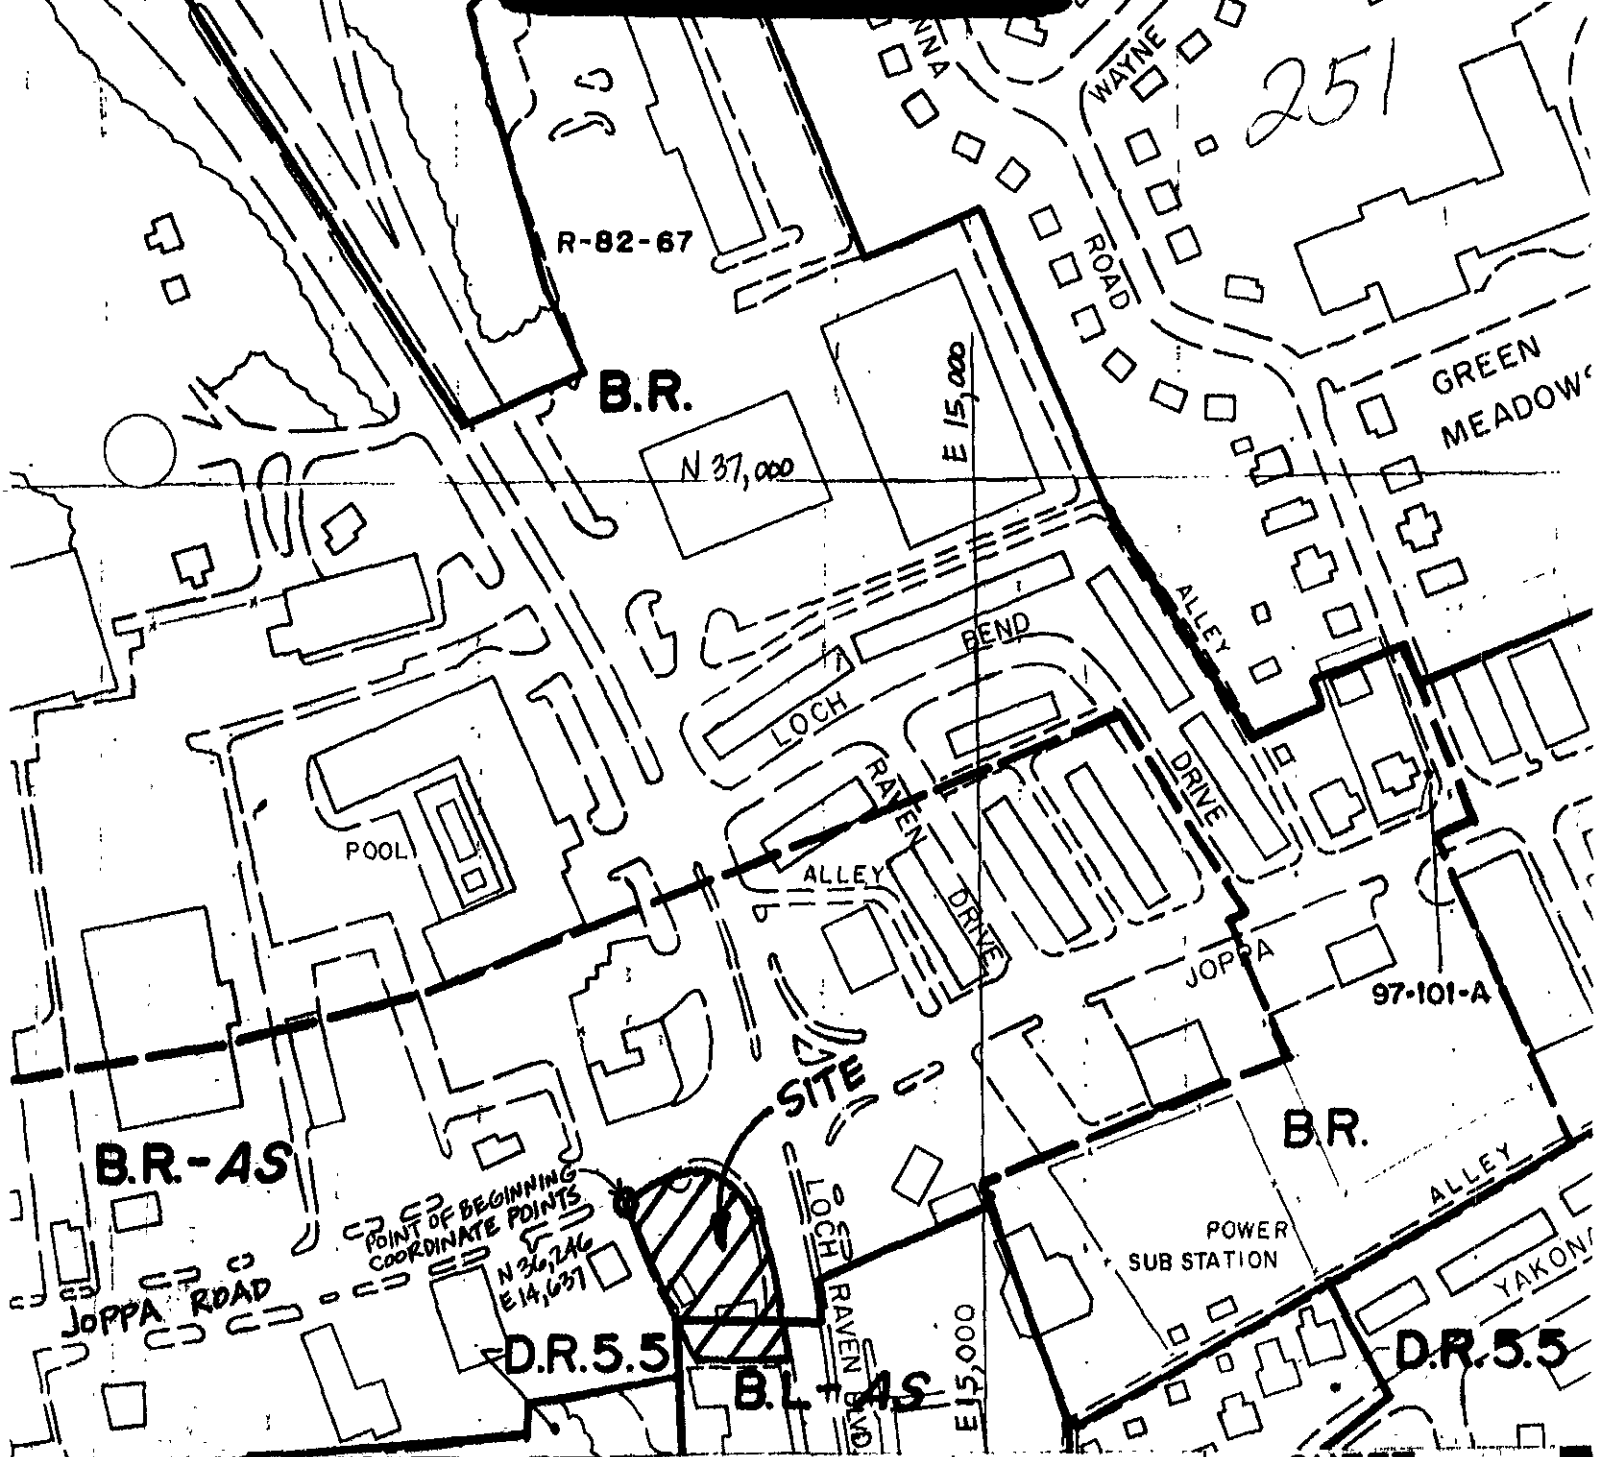 WAYNE
251
R-82-67
ROAD
GREEN
MEADOWS
B.R.
E 15,000
N 37,000
ALLEY
BEND
LOCH
RAVEN
DRIVE
DRIVE
POOL
ALLEY
JOPPA
97-101-A
SITE
B.R.
B.R.-AS
ALLEY
LOCH RAVEN BLVD
POINT OF BEGINNING
COORDINATE POINTS
N 36,246
E 14,637
POWER
SUB STATION
YAKONA
JOPPA ROAD
D.R.5.5
B.L-AS
E 15,000
D.R.5.5